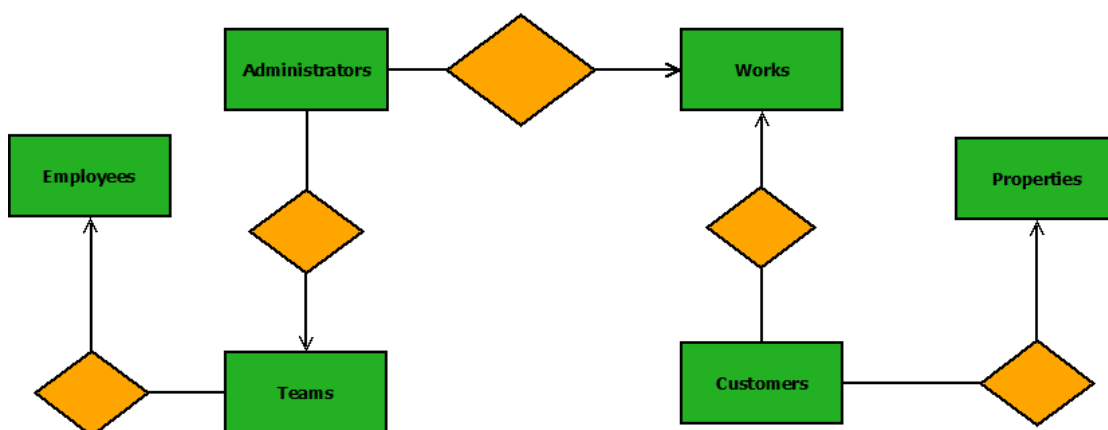 Administrators
Works
Employees
Properties
Teams
Customers